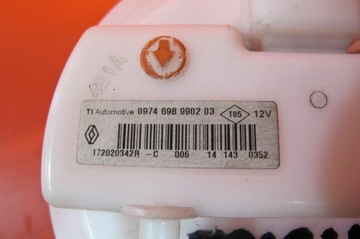 TI Automotive 0974 698 9902 03 T05 12V
172020342R -C 006 14 143 0352